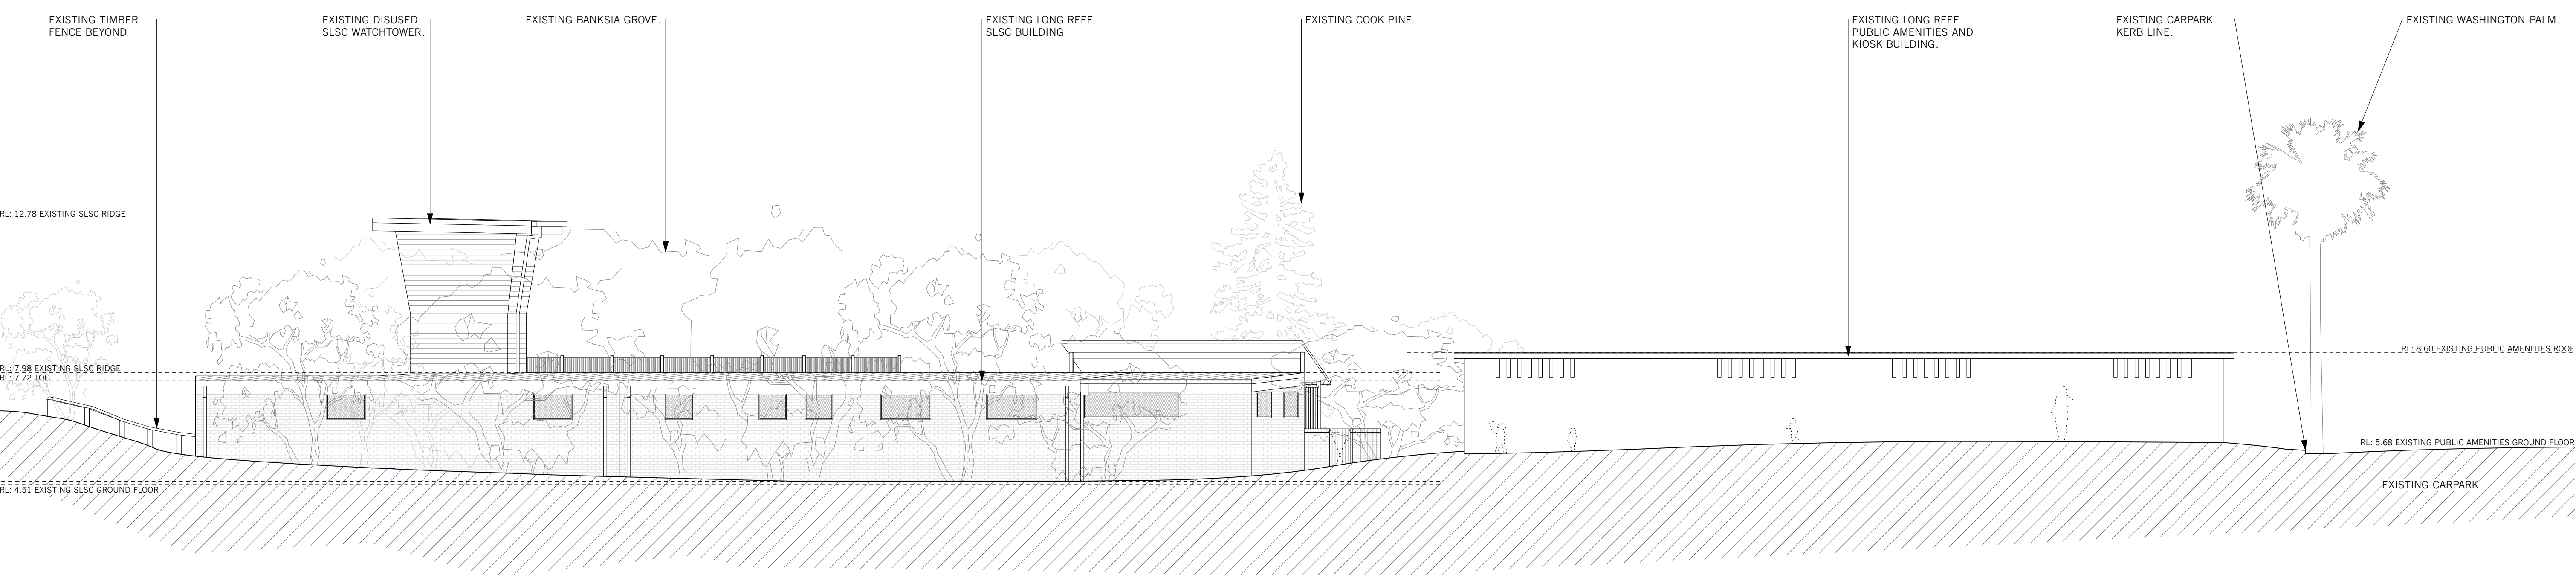 EXISTING TIMBER
FENCE BEYOND
EXISTING DISUSED
SLSC WATCHTOWER.
EXISTING BANKSIA GROVE.
EXISTING LONG REEF
SLSC BUILDING
EXISTING COOK PINE.
EXISTING LONG REEF
PUBLIC AMENITIES AND
KIOSK BUILDING.
EXISTING CARPARK
KERB LINE.
EXISTING WASHINGTON PALM.
RL: 12.78 EXISTING SLSC RIDGE
RL: 8.60 EXISTING PUBLIC AMENITIES ROOF
RL: 7.98 EXISTING SLSC RIDGE
RL: 7.72 TOG
RL: 5.68 EXISTING PUBLIC AMENITIES GROUND FLOOR
RL: 4.51 EXISTING SLSC GROUND FLOOR
EXISTING CARPARK